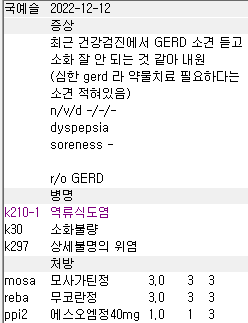 국예슬 2022-12-12
증상
최근 건강검진에서 GERD 소견 듣고
소화 잘 안 되는 것 같아 내원
(심한 gerd 라 약물치료 필요하다는
소견 적혀있음)
n/v/d -/-/-
dyspepsia
soreness -
r/o GERD
병명
k210-1 역류식도염
k30 소화불량
k297 상세불명의 위염
처방
mosa 모사가틴정 3.0 3 3
reba 무코란정 3.0 3 3
ppi2 에스오엠정40mg 1.0 1 3